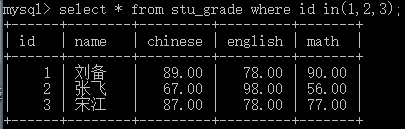 mysql> select * from stu_grade where id in(1,2,3);
+------+------+---------+---------+-------+
| id | name | chinese | english | math |
+------+------+---------+---------+-------+
| 1 | 刘备 | 89.00 | 78.00 | 90.00 |
| 2 | 张飞 | 67.00 | 98.00 | 56.00 |
| 3 | 宋江 | 87.00 | 78.00 | 77.00 |
+------+------+---------+---------+-------+